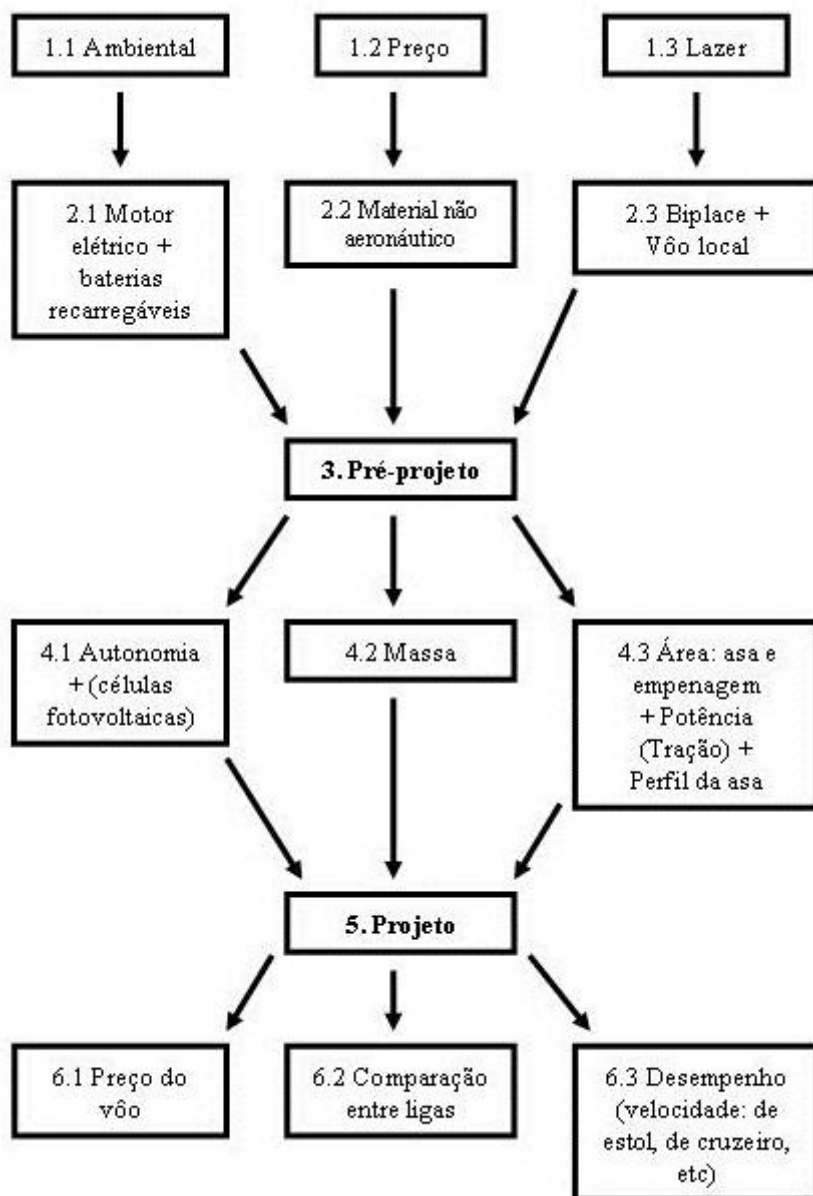 1.1 Ambiental
1.2 Preço
1.3 Lazer
2.1 Motor
elétrico +
baterias
recarregáveis
2.2 Material não
aeronáutico
2.3 Biplace +
Vôo local
3. Pré-projeto
4.1 Autonomia
+ (células
fotovoltaicas)
4.2 Massa
4.3 Área: asa e
empenagem
+ Potência
(Tração) +
Perfil da asa
5. Projeto
6.1 Preço do
vôo
6.2 Comparação
entre ligas
6.3 Desempenho
(velocidade: de
estol, de cruzeiro,
etc)